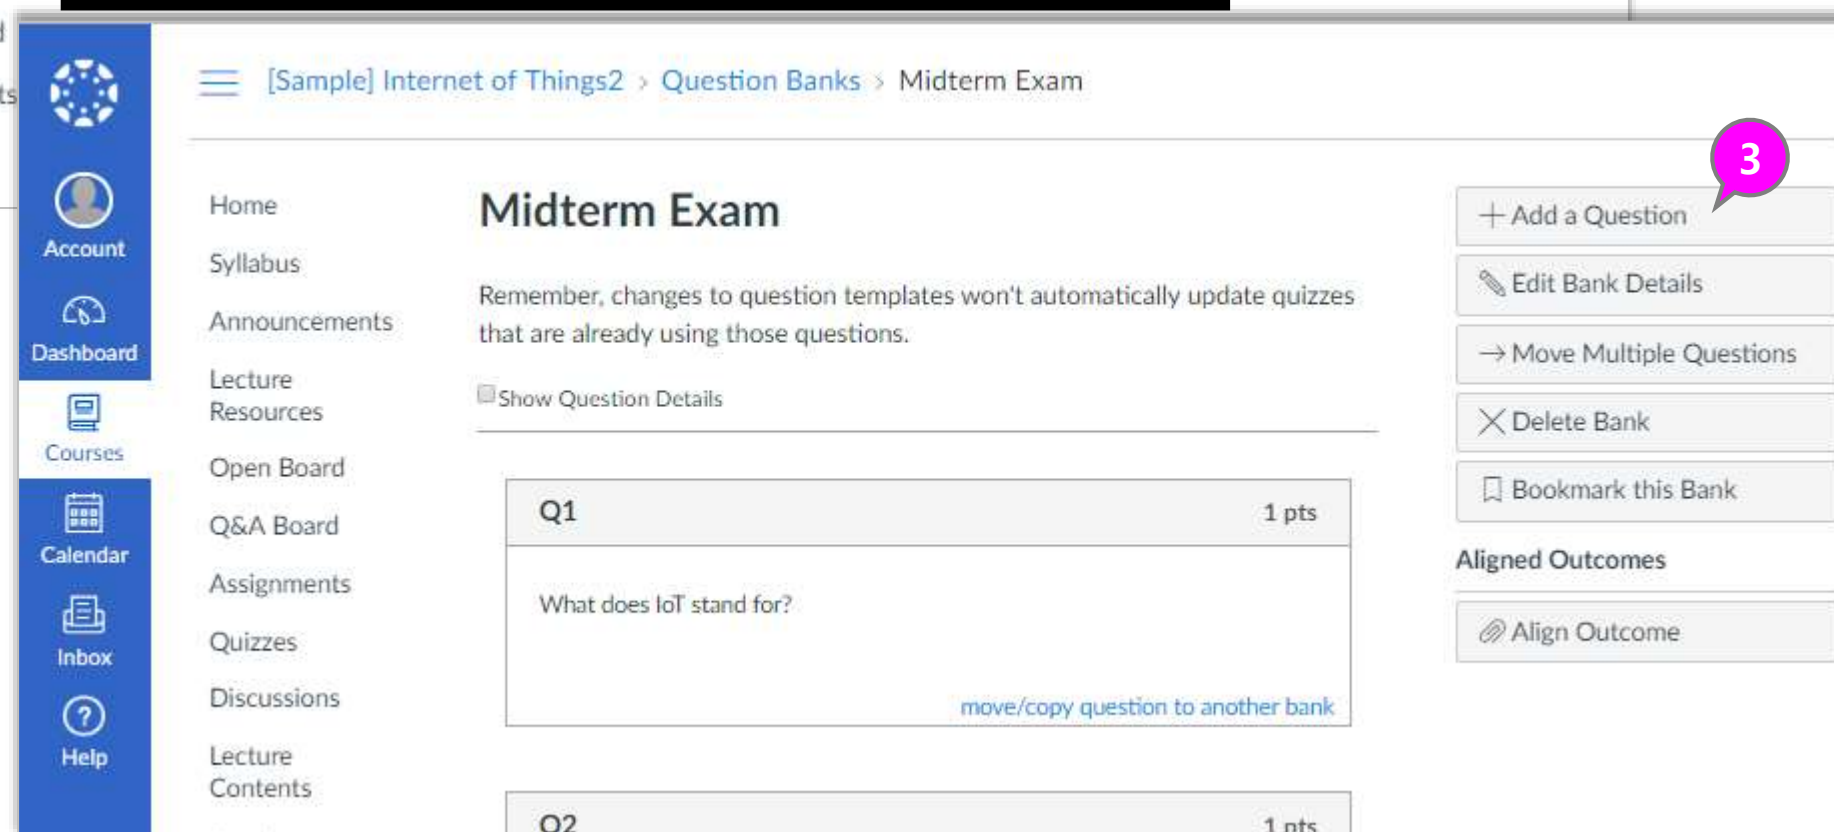 [Sample] Internet of Things2 > Question Banks > Midterm Exam
3
Account
Dashboard
Courses
Calendar
Inbox
Help
Home
Syllabus
Announcements
Lecture
Resources
Open Board
Q&A Board
Assignments
Quizzes
Discussions
Lecture
Contents
Midterm Exam
Remember, changes to question templates won't automatically update quizzes
that are already using those questions.
Show Question Details
Q1 1 pts
What does IoT stand for?
move/copy question to another bank
Q2 1 pts
+ Add a Question
Edit Bank Details
→ Move Multiple Questions
Delete Bank
Bookmark this Bank
Aligned Outcomes
Align Outcome